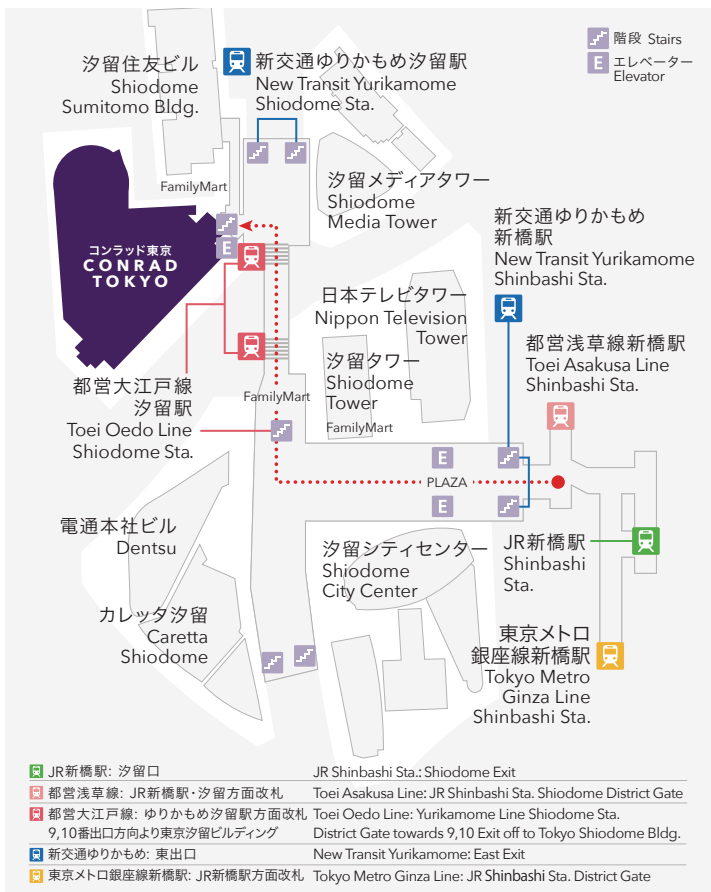 階段 Stairs
E
エレベーター
Elevator
汐留住友ビル
Shiodome
Sumitomo Bldg.
新交通ゆりかもめ汐留駅
New Transit Yurikamome
Shiodome Sta.
FamilyMart
汐留メディアタワー
Shiodome
Media Tower
E
コンラッド東京
CONRAD
TOKYO
新交通ゆりかもめ
新橋駅
New Transit Yurikamome
Shinbashi Sta.
日本テレビタワー
Nippon Television
Tower
都営浅草線新橋駅
Toei Asakusa Line
Shinbashi Sta.
汐留タワー
Shiodome
Tower
FamilyMart
都営大江戸線
汐留駅
Toei Oedo Line
Shiodome Sta.
FamilyMart
E
PLAZA
E
電通本社ビル
Dentsu
汐留シティセンター
Shiodome
City Center
JR新橋駅
Shinbashi
Sta.
カレッタ汐留
Caretta
Shiodome
東京メトロ
銀座線新橋駅
Tokyo Metro
Ginza Line
Shinbashi Sta.
JR新橋駅: 汐留口 JR Shinbashi Sta.: Shiodome Exit
都営浅草線: JR新橋駅・汐留方面改札 Toei Asakusa Line: JR Shinbashi Sta. Shiodome District Gate
都営大江戸線: ゆりかもめ汐留駅方面改札 Toei Oedo Line: Yurikamome Line Shiodome Sta.
9,10番出口方向より東京汐留ビルディング District Gate towards 9,10 Exit off to Tokyo Shiodome Bldg.
新交通ゆりかもめ: 東出口 New Transit Yurikamome: East Exit
東京メトロ銀座線新橋駅: JR新橋駅方面改札 Tokyo Metro Ginza Line: JR Shinbashi Sta. District Gate